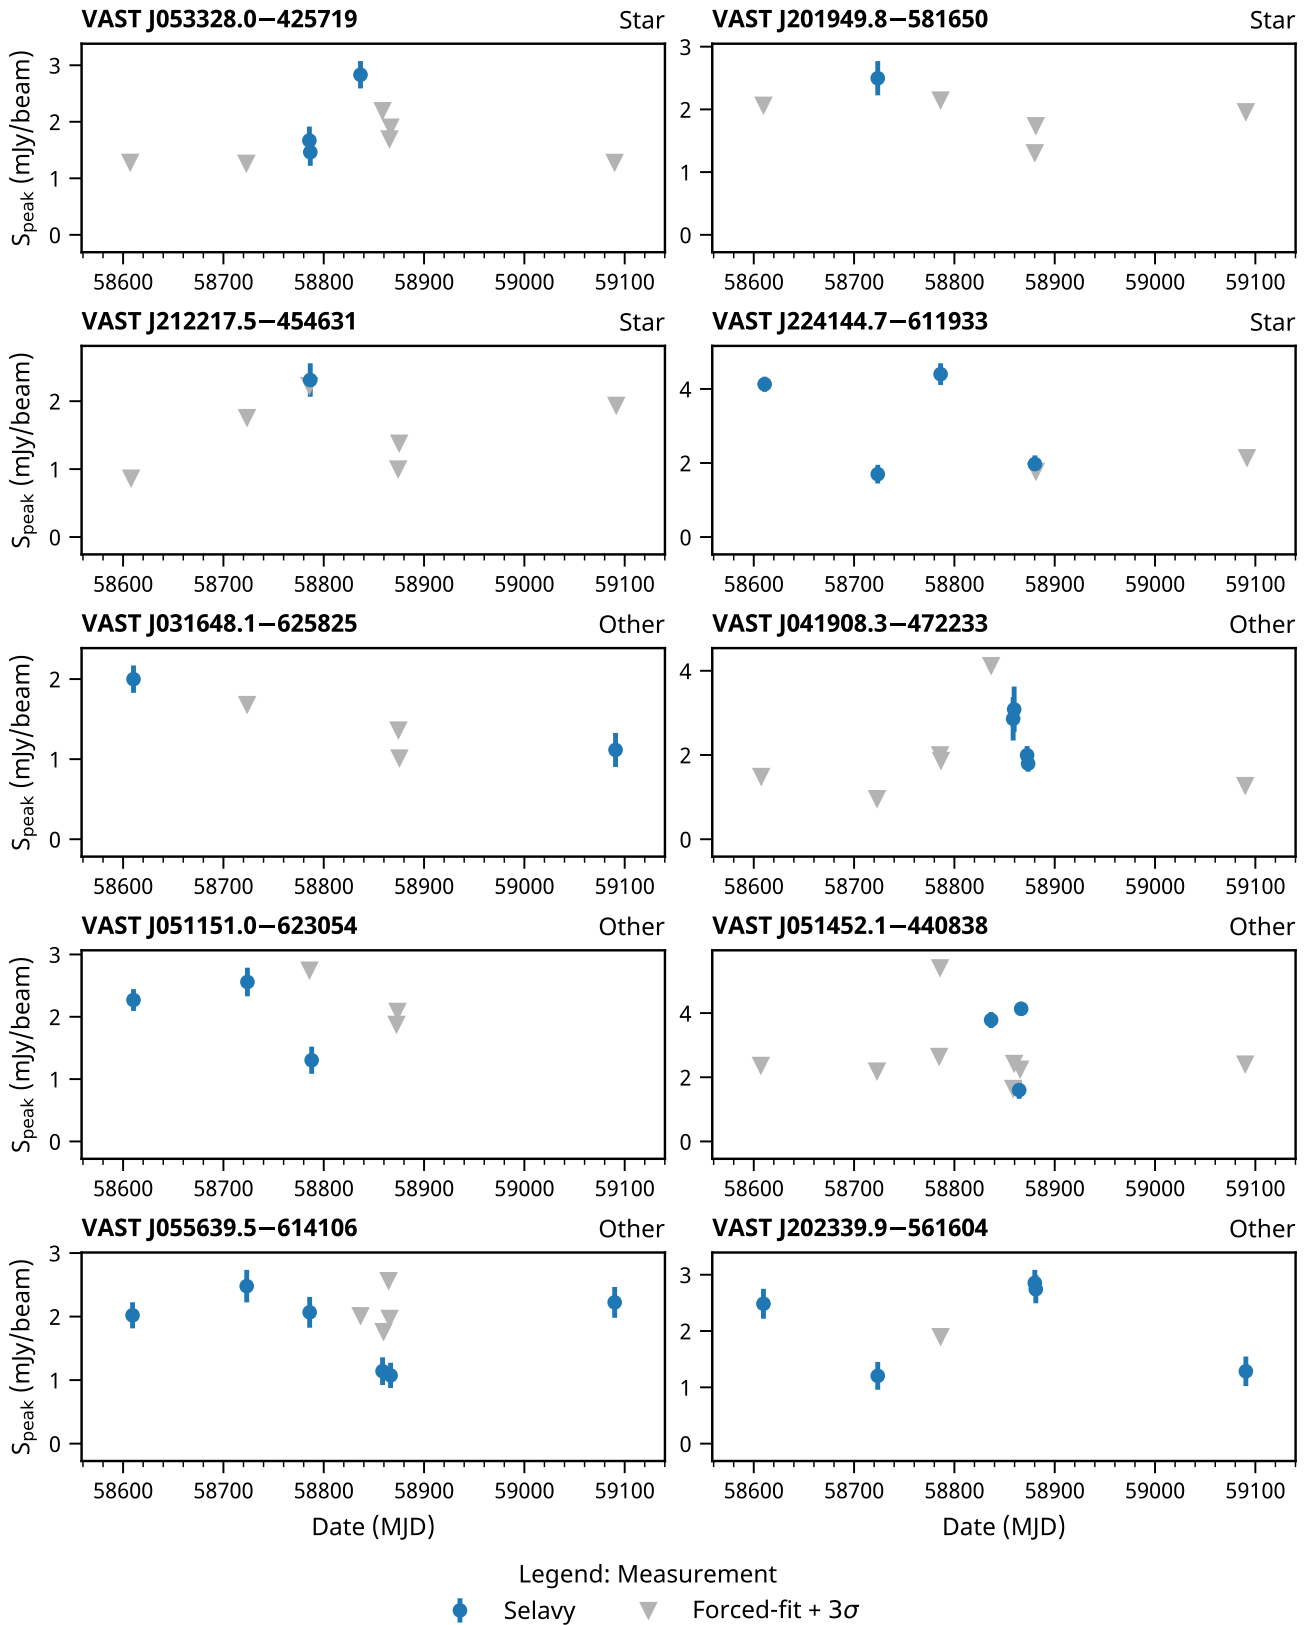 VAST J053328.0−425719 Star
VAST J201949.8−581650 Star
Speak (mJy/beam)
3
2
1
0
58600 58700 58800 58900 59000 59100
3
2
1
0
58600 58700 58800 58900 59000 59100
VAST J212217.5−454631 Star
VAST J224144.7−611933 Star
Speak (mJy/beam)
2
1
0
58600 58700 58800 58900 59000 59100
4
2
0
58600 58700 58800 58900 59000 59100
VAST J031648.1−625825 Other
VAST J041908.3−472233 Other
Speak (mJy/beam)
2
1
0
58600 58700 58800 58900 59000 59100
4
2
0
58600 58700 58800 58900 59000 59100
VAST J051151.0−623054 Other
VAST J051452.1−440838 Other
Speak (mJy/beam)
3
2
1
0
58600 58700 58800 58900 59000 59100
4
2
0
58600 58700 58800 58900 59000 59100
VAST J055639.5−614106 Other
VAST J202339.9−561604 Other
Speak (mJy/beam)
3
2
1
0
58600 58700 58800 58900 59000 59100
Date (MJD)
3
2
1
0
58600 58700 58800 58900 59000 59100
Date (MJD)
Legend: Measurement
Selavy Forced-fit + 3σ